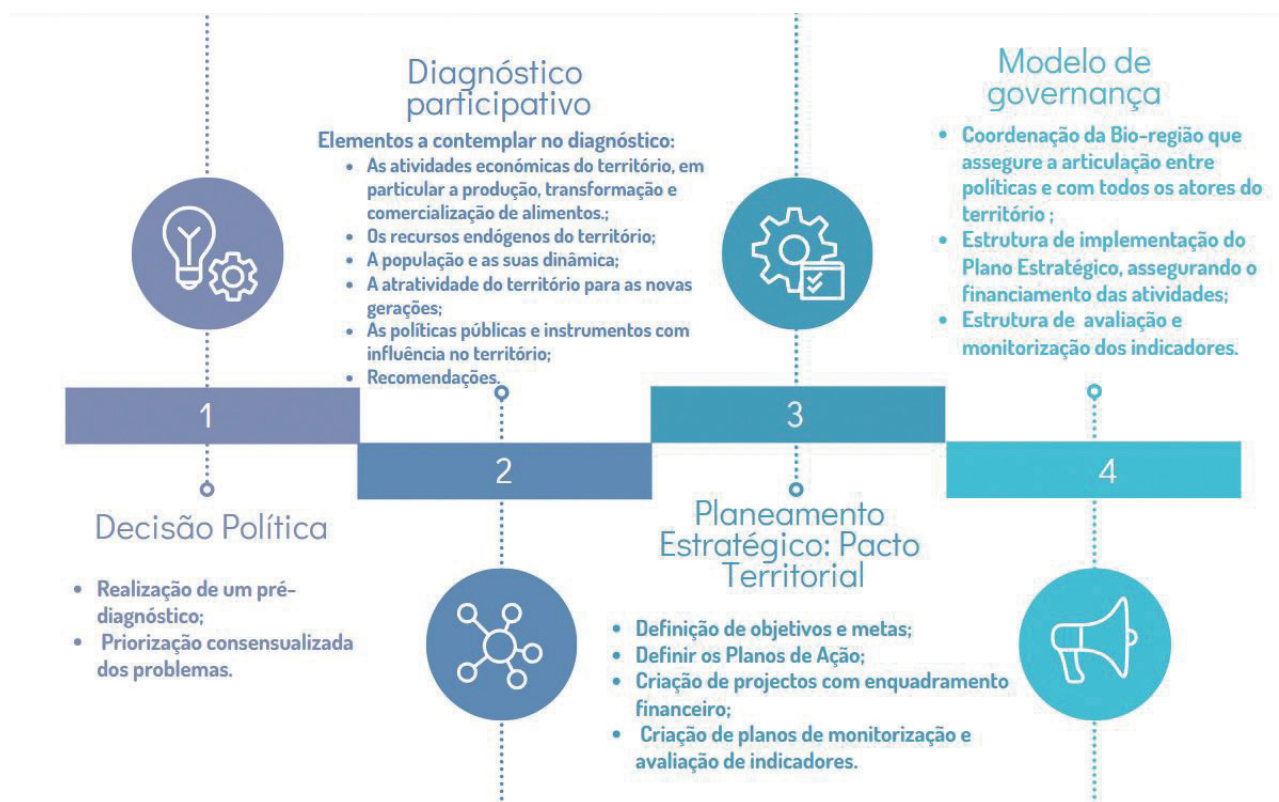 1
Decisão Política
• Realização de um pré-
diagnóstico;
• Priorização consensualizada
dos problemas.
2
Diagnóstico
participativo
Elementos a contemplar no diagnóstico:
• As atividades económicas do território, em
particular a produção, transformação e
comercialização de alimentos.;
• Os recursos endógenos do território;
• A população e as suas dinâmica;
• A atratividade do território para as novas
gerações;
• As políticas públicas e instrumentos com
influência no território;
• Recomendações.
3
Planeamento
Estratégico: Pacto
Territorial
• Definição de objetivos e metas;
• Definir os Planos de Ação;
• Criação de projectos com enquadramento
financeiro;
• Criação de planos de monitorização e
avaliação de indicadores.
4
Modelo de
governança
• Coordenação da Bio-região que
assegure a articulação entre
políticas e com todos os atores do
território ;
• Estrutura de implementação do
Plano Estratégico, assegurando o
financiamento das atividades;
• Estrutura de avaliação e
monitorização dos indicadores.